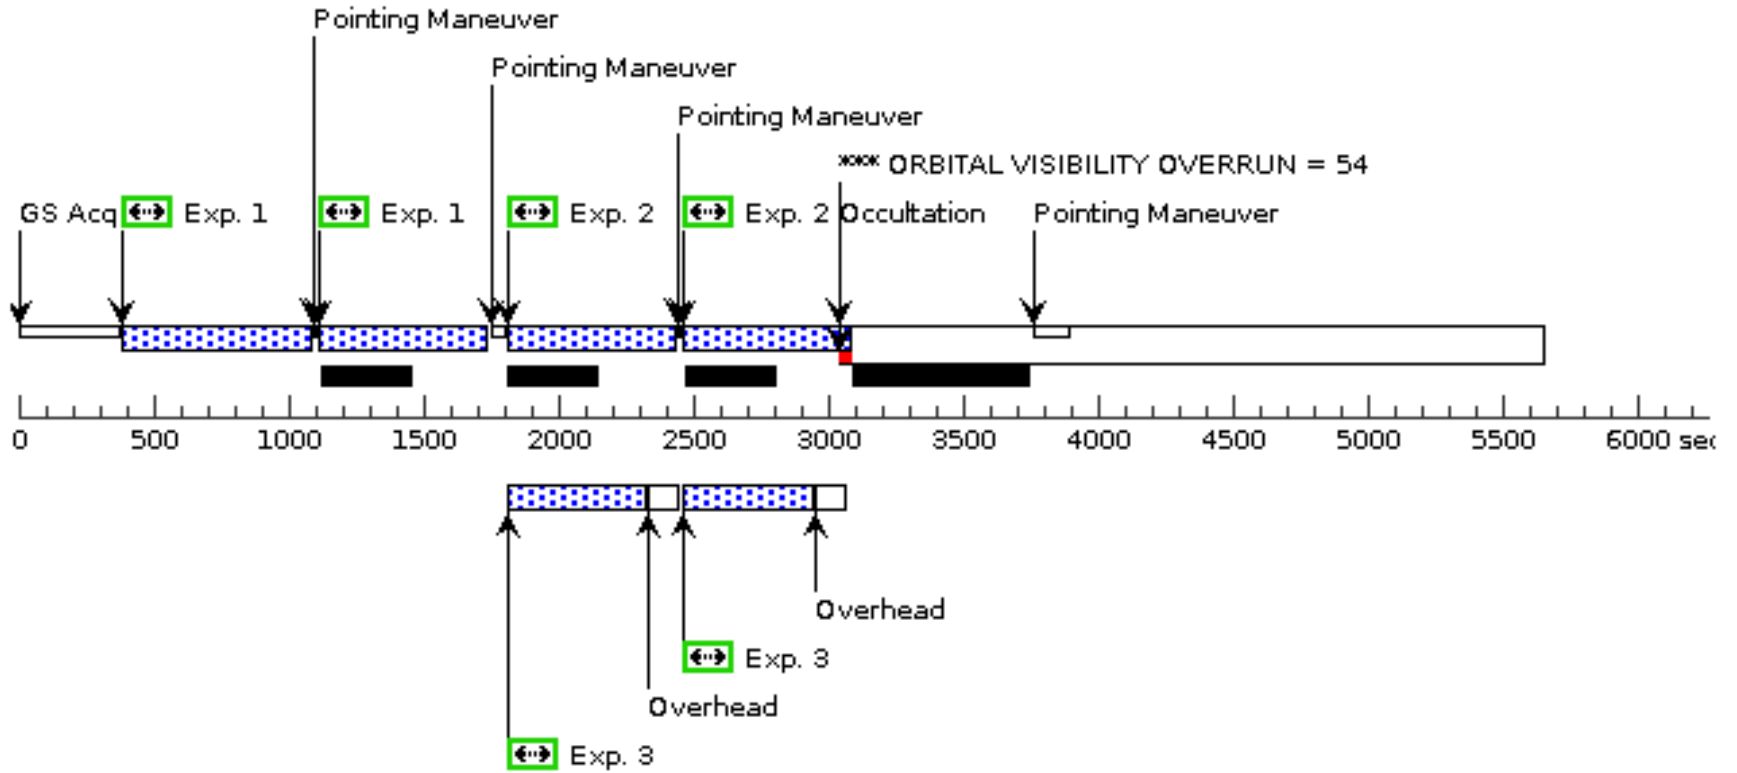 Pointing Maneuver
Pointing Maneuver
Pointing Maneuver
**** ORBITAL VISIBILITY OVERRUN = 54
GS Acq Exp. 1 Exp. 1 Exp. 2 Exp. 2 Occultation Pointing Maneuver
0 500 1000 1500 2000 2500 3000 3500 4000 4500 5000 5500 6000 sec
Overhead
Exp. 3
Overhead
Exp. 3